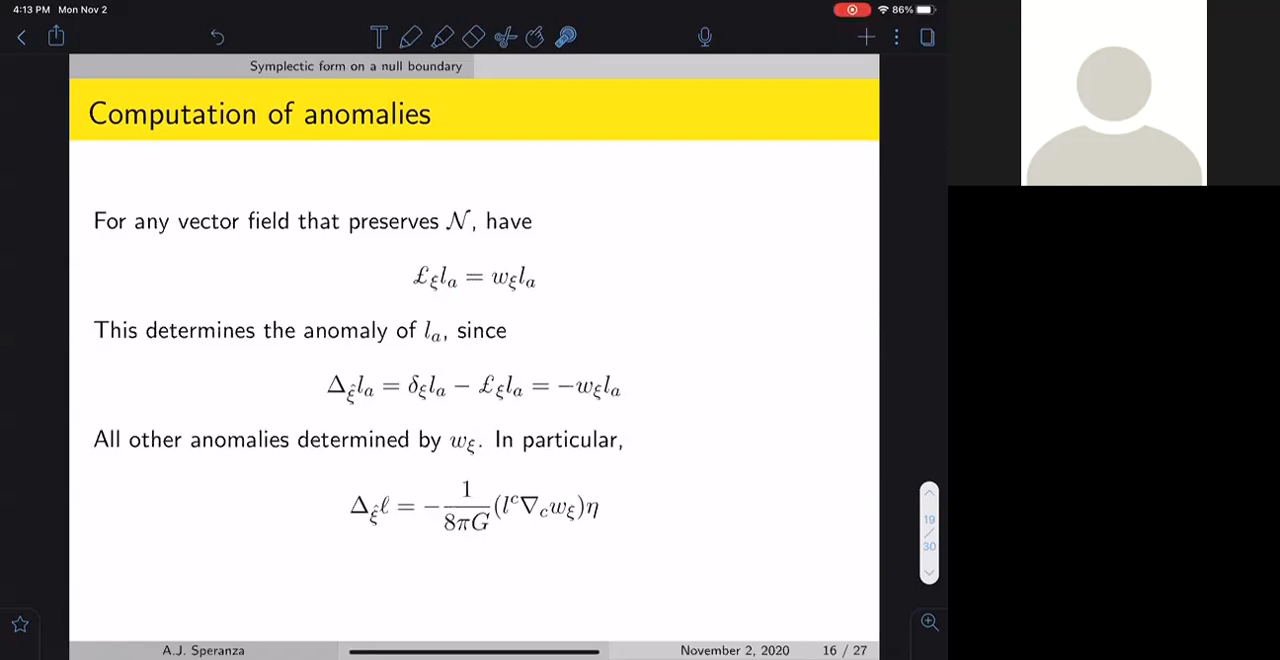 4:13 PM Mon Nov 2
86%
Symplectic form on a null boundary
Computation of anomalies
For any vector field that preserves 𝒩, have
£_ξ l_a = w_ξ l_a
This determines the anomaly of l_a, since
Δ_ξ̂ l_a = δ_ξ l_a − £_ξ l_a = −w_ξ l_a
All other anomalies determined by w_ξ. In particular,
Δ_ξ̂ ℓ = − 1/8πG (l^c ∇_c w_ξ)η
19
/
30
A.J. Speranza November 2, 2020 16 / 27